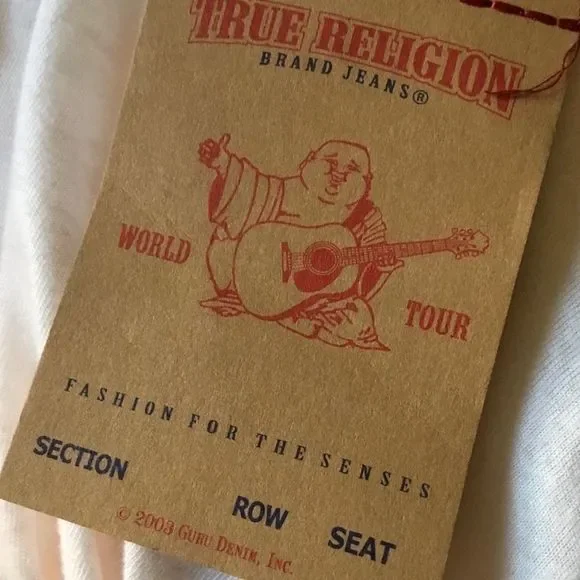 TRUE RELIGION
BRAND JEANS®
WORLD TOUR
FASHION FOR THE SENSES
SECTION ROW SEAT
© 2003 GURU DENIM, INC.